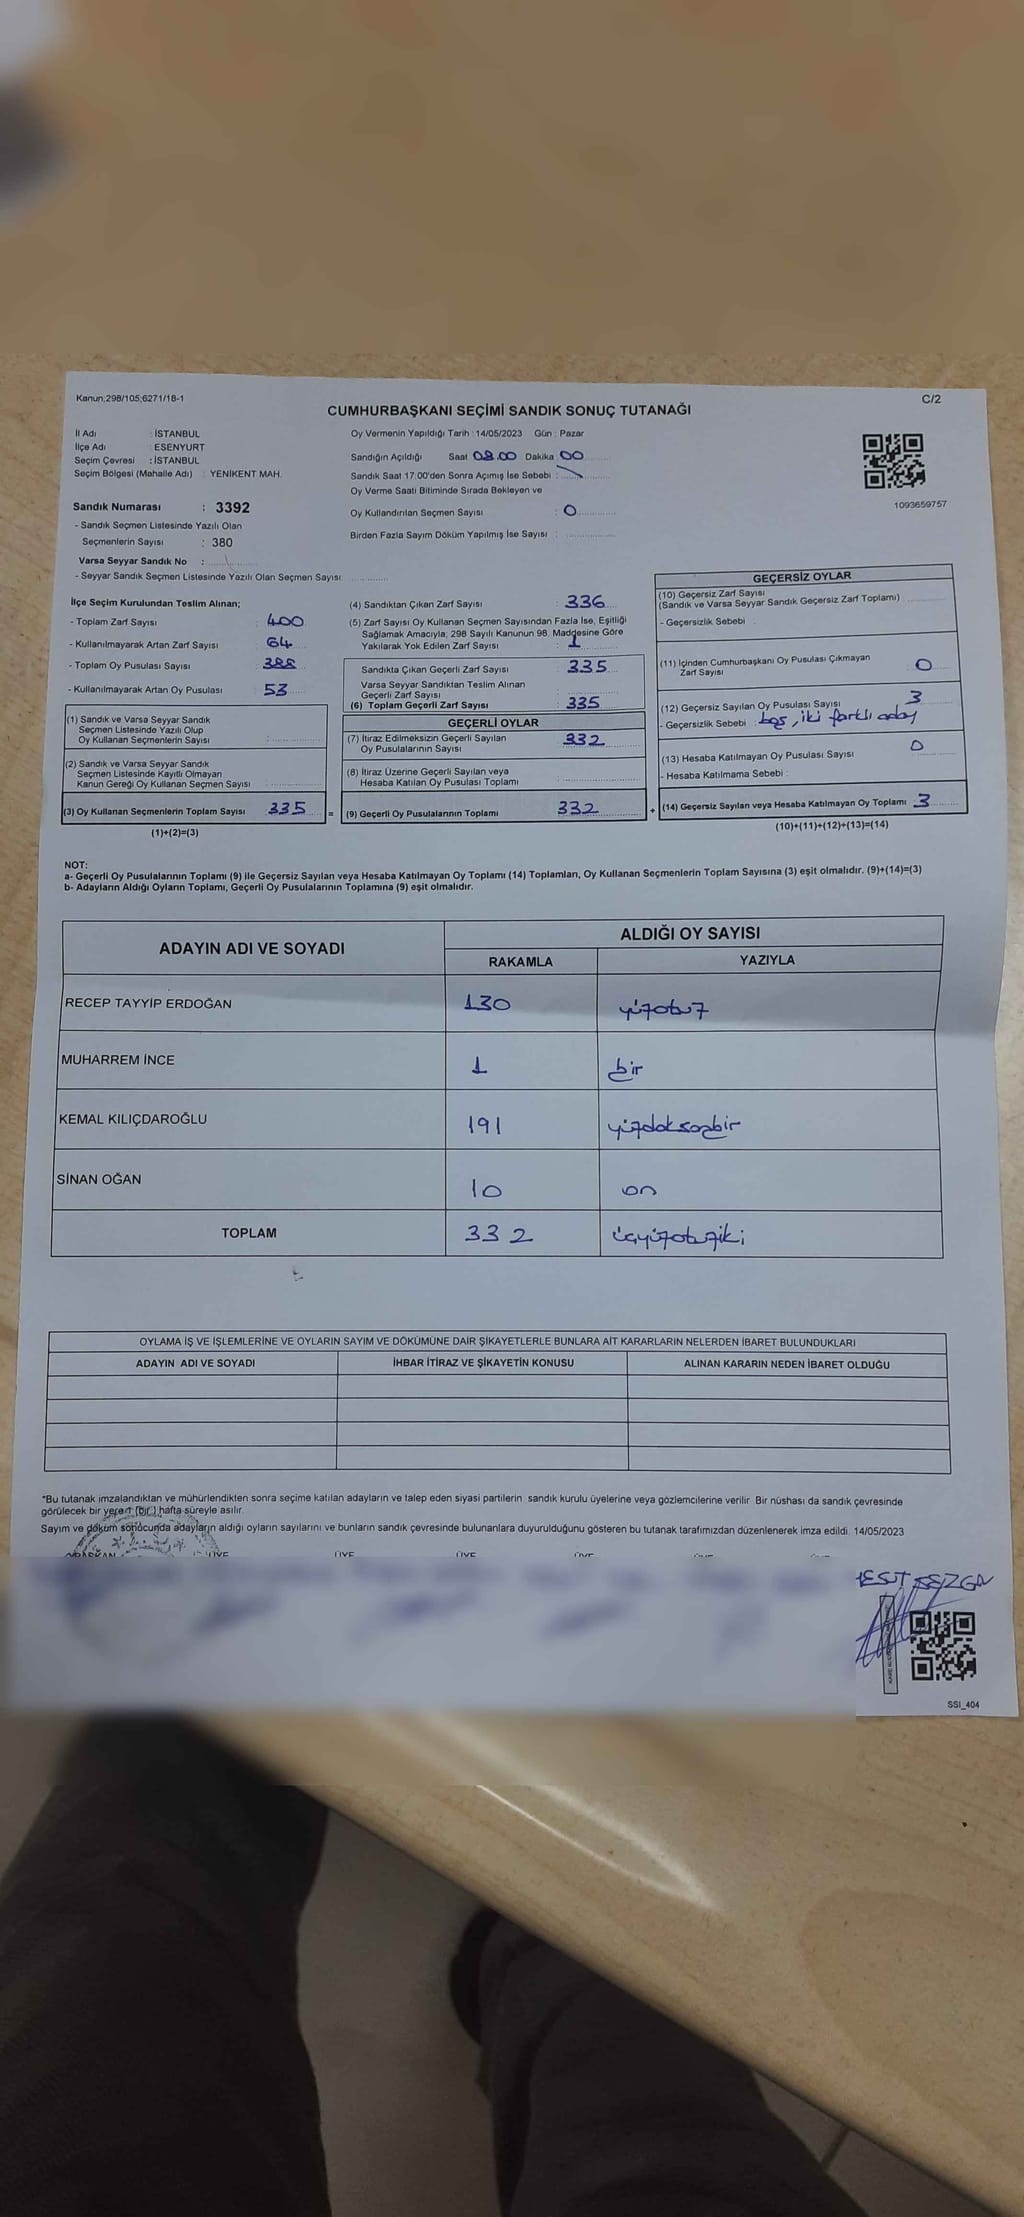 Kanun;298/105;6271/18-1
C/2
CUMHURBAŞKANI SEÇİMİ SANDIK SONUÇ TUTANAĞI
İl Adı : İSTANBUL
İlçe Adı : ESENYURT
Seçim Çevresi : İSTANBUL
Seçim Bölgesi (Mahalle Adı) : YENİKENT MAH.
Sandık Numarası : 3392
- Sandık Seçmen Listesinde Yazılı Olan
Seçmenlerin Sayısı : 380
Varsa Seyyar Sandık No :
- Seyyar Sandık Seçmen Listesinde Yazılı Olan Seçmen Sayısı
Oy Vermenin Yapıldığı Tarih : 14/05/2023 Gün : Pazar
Sandığın Açıldığı Saat 08.00 Dakika 00
Sandık Saat 17:00'den Sonra Açımış İse Sebebi :
Oy Verme Saati Bitiminde Sırada Bekleyen ve
Oy Kullandırılan Seçmen Sayısı : 0
Birden Fazla Sayım Döküm Yapılmış İse Sayısı :
1093659757
İlçe Seçim Kurulundan Teslim Alınan;
- Toplam Zarf Sayısı : 400
- Kullanılmayarak Artan Zarf Sayısı : 64
- Toplam Oy Pusulası Sayısı : 388
- Kullanılmayarak Artan Oy Pusulası : 53
(1) Sandık ve Varsa Seyyar Sandık
Seçmen Listesinde Yazılı Olup
Oy Kullanan Seçmenlerin Sayısı :
(2) Sandık ve Varsa Seyyar Sandık
Seçmen Listesinde Kayıtlı Olmayan
Kanun Gereği Oy Kullanan Seçmen Sayısı :
(3) Oy Kullanan Seçmenlerin Toplam Sayısı : 335 =
(1)+(2)=(3)
(4) Sandıktan Çıkan Zarf Sayısı : 336
(5) Zarf Sayısı Oy Kullanan Seçmen Sayısından Fazla İse, Eşitliği
Sağlamak Amacıyla; 298 Sayılı Kanunun 98. Maddesine Göre
Yakılarak Yok Edilen Zarf Sayısı : 1
Sandıkta Çıkan Geçerli Zarf Sayısı : 335
Varsa Seyyar Sandıktan Teslim Alınan
Geçerli Zarf Sayısı :
(6) Toplam Geçerli Zarf Sayısı : 335
GEÇERLİ OYLAR
(7) İtiraz Edilmeksizin Geçerli Sayılan
Oy Pusulalarının Sayısı : 332
(8) İtiraz Üzerine Geçerli Sayılan veya
Hesaba Katılan Oy Pusulası Toplamı :
(9) Geçerli Oy Pusulalarının Toplamı : 332 +
GEÇERSİZ OYLAR
(10) Geçersiz Zarf Sayısı
(Sandık ve Varsa Seyyar Sandık Geçersiz Zarf Toplamı)
- Geçersizlik Sebebi :
(11) İçinden Cumhurbaşkanı Oy Pusulası Çıkmayan
Zarf Sayısı : 0
(12) Geçersiz Sayılan Oy Pusulası Sayısı : 3
- Geçersizlik Sebebi : boş, iki farklı aday
(13) Hesaba Katılmayan Oy Pusulası Sayısı : 0
- Hesaba Katılmama Sebebi :
(14) Geçersiz Sayılan veya Hesaba Katılmayan Oy Toplamı : 3
(10)+(11)+(12)+(13)=(14)
NOT:
a- Geçerli Oy Pusulalarının Toplamı (9) ile Geçersiz Sayılan veya Hesaba Katılmayan Oy Toplamı (14) Toplamları, Oy Kullanan Seçmenlerin Toplam Sayısına (3) eşit olmalıdır. (9)+(14)=(3)
b- Adayların Aldığı Oyların Toplamı, Geçerli Oy Pusulalarının Toplamına (9) eşit olmalıdır.
ADAYIN ADI VE SOYADI
ALDIĞI OY SAYISI
RAKAMLA YAZIYLA
RECEP TAYYİP ERDOĞAN 130 yüzotuz
MUHARREM İNCE 1 bir
KEMAL KILIÇDAROĞLU 191 yüzdoksanbir
SİNAN OĞAN 10 on
TOPLAM 332 üçyüzotuziki
OYLAMA İŞ VE İŞLEMLERİNE VE OYLARIN SAYIM VE DÖKÜMÜNE DAİR ŞİKAYETLERLE BUNLARA AİT KARARLARIN NELERDEN İBARET BULUNDUKLARI
ADAYIN ADI VE SOYADI İHBAR İTİRAZ VE ŞİKAYETİN KONUSU ALINAN KARARIN NEDEN İBARET OLDUĞU
*Bu tutanak imzalandıktan ve mühürlendikten sonra seçime katılan adayların ve talep eden siyasi partilerin sandık kurulu üyelerine veya gözlemcilerine verilir Bir nüshası da sandık çevresinde
görülecek bir yere 1 (bir) hafta süreyle asılır.
Sayım ve döküm sonucunda adayların aldığı oyların sayılarını ve bunların sandık çevresinde bulunanlara duyurulduğunu gösteren bu tutanak tarafımızdan düzenlenerek imza edildi. 14/05/2023
BAŞKAN ÜYE ÜYE ÜYE ÜYE
SSI_404